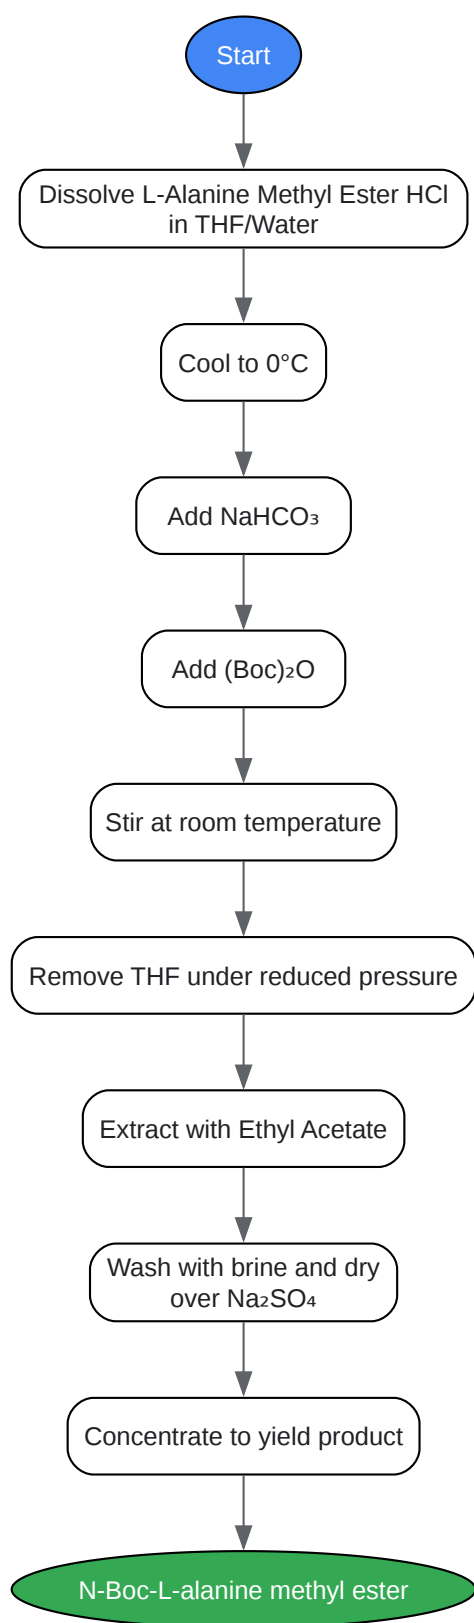 Start
Dissolve L-Alanine Methyl Ester HCl
in THF/Water
Cool to 0°C
Add NaHCO₃
Add (Boc)₂O
Stir at room temperature
Remove THF under reduced pressure
Extract with Ethyl Acetate
Wash with brine and dry
over Na₂SO₄
Concentrate to yield product
N-Boc-L-alanine methyl ester